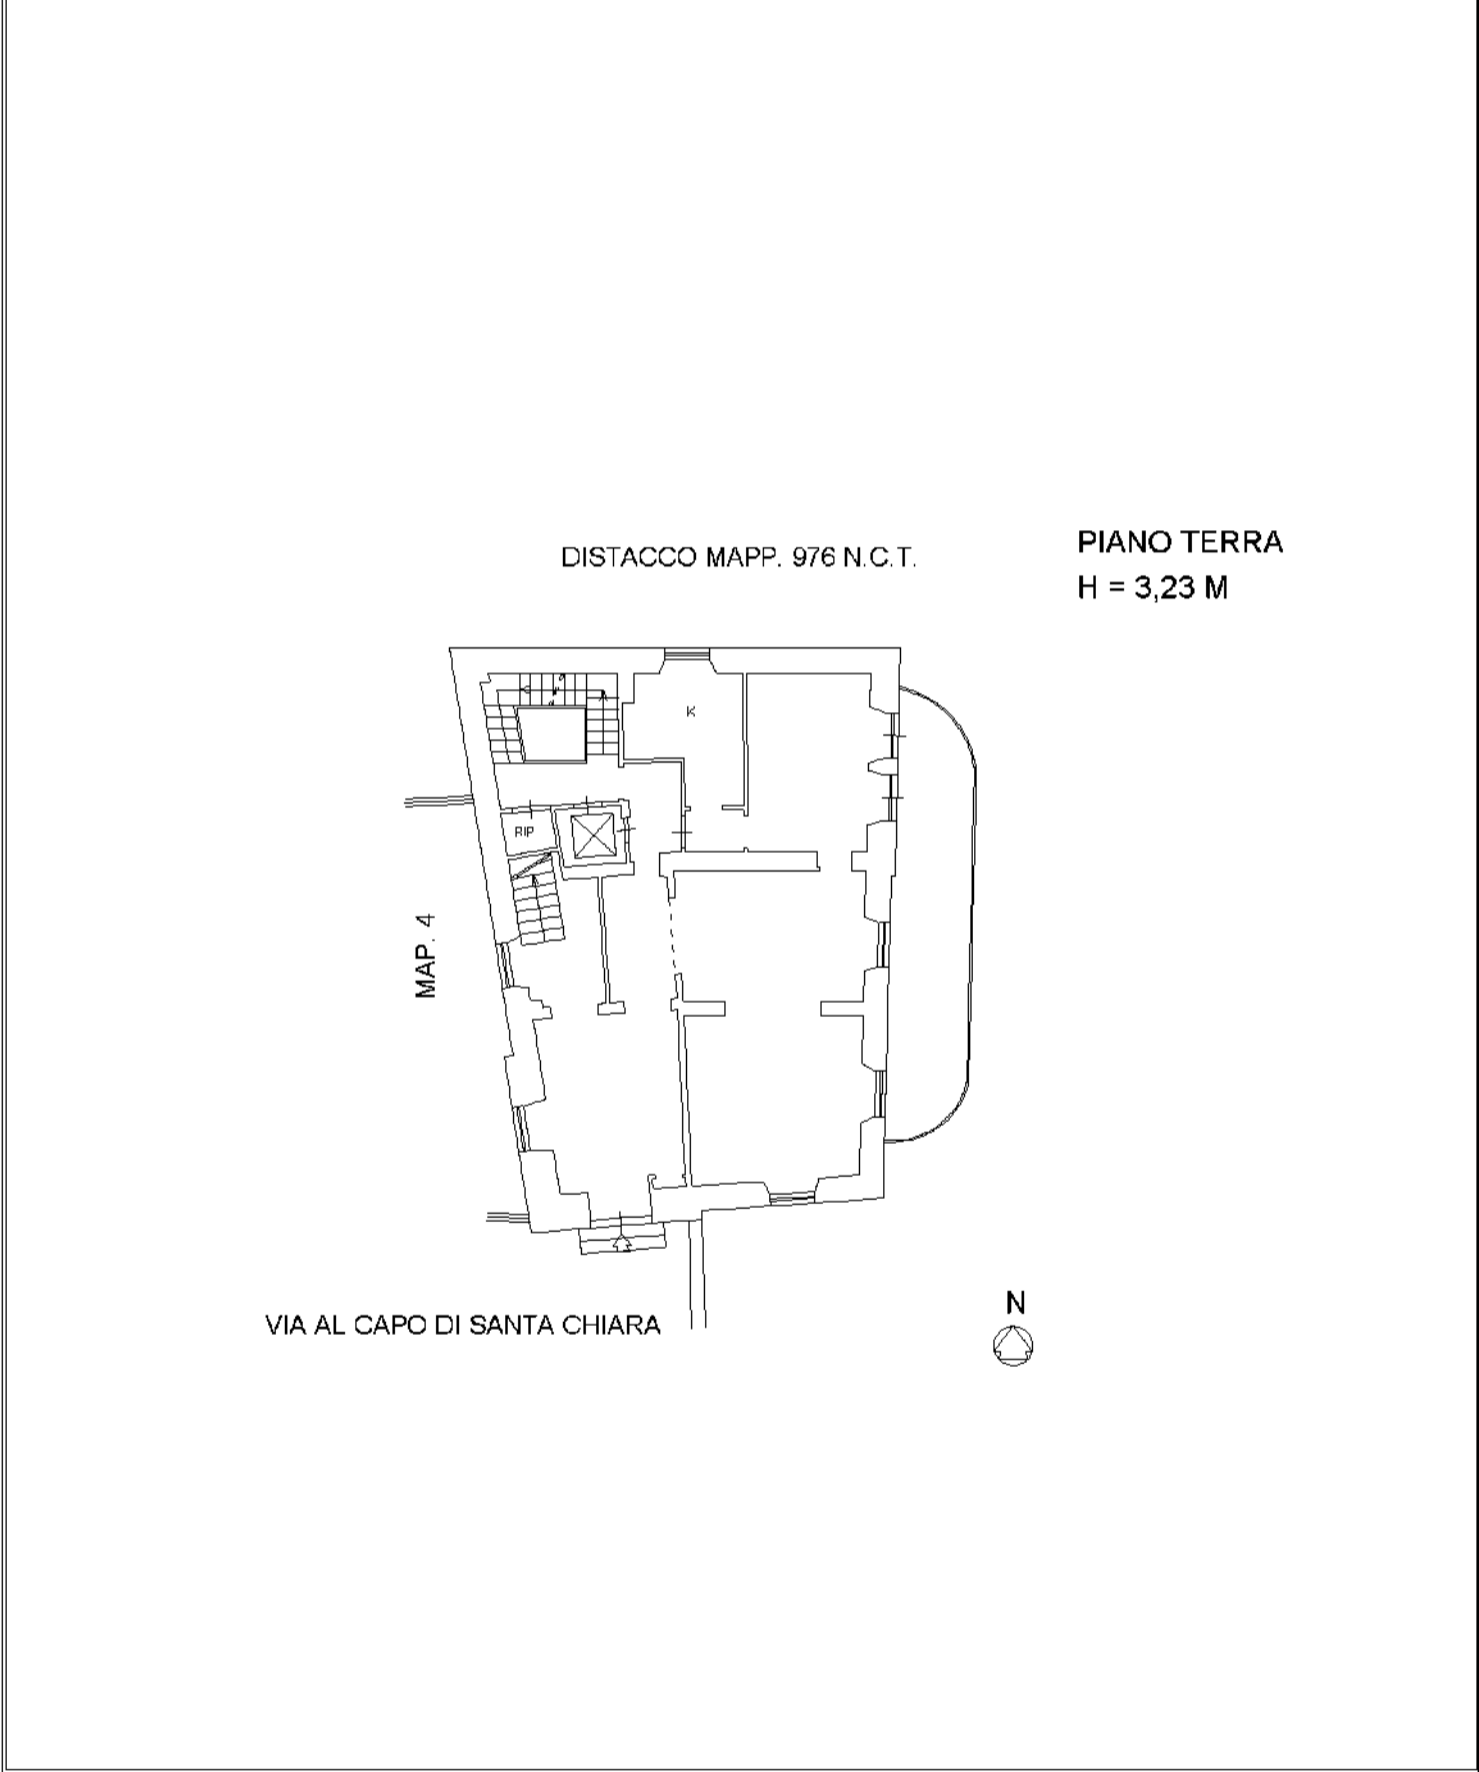 DISTACCO MAPP. 976 N.C.T.
PIANO TERRA
H = 3,23 M
K
RIP
MAP. 4
VIA AL CAPO DI SANTA CHIARA
N